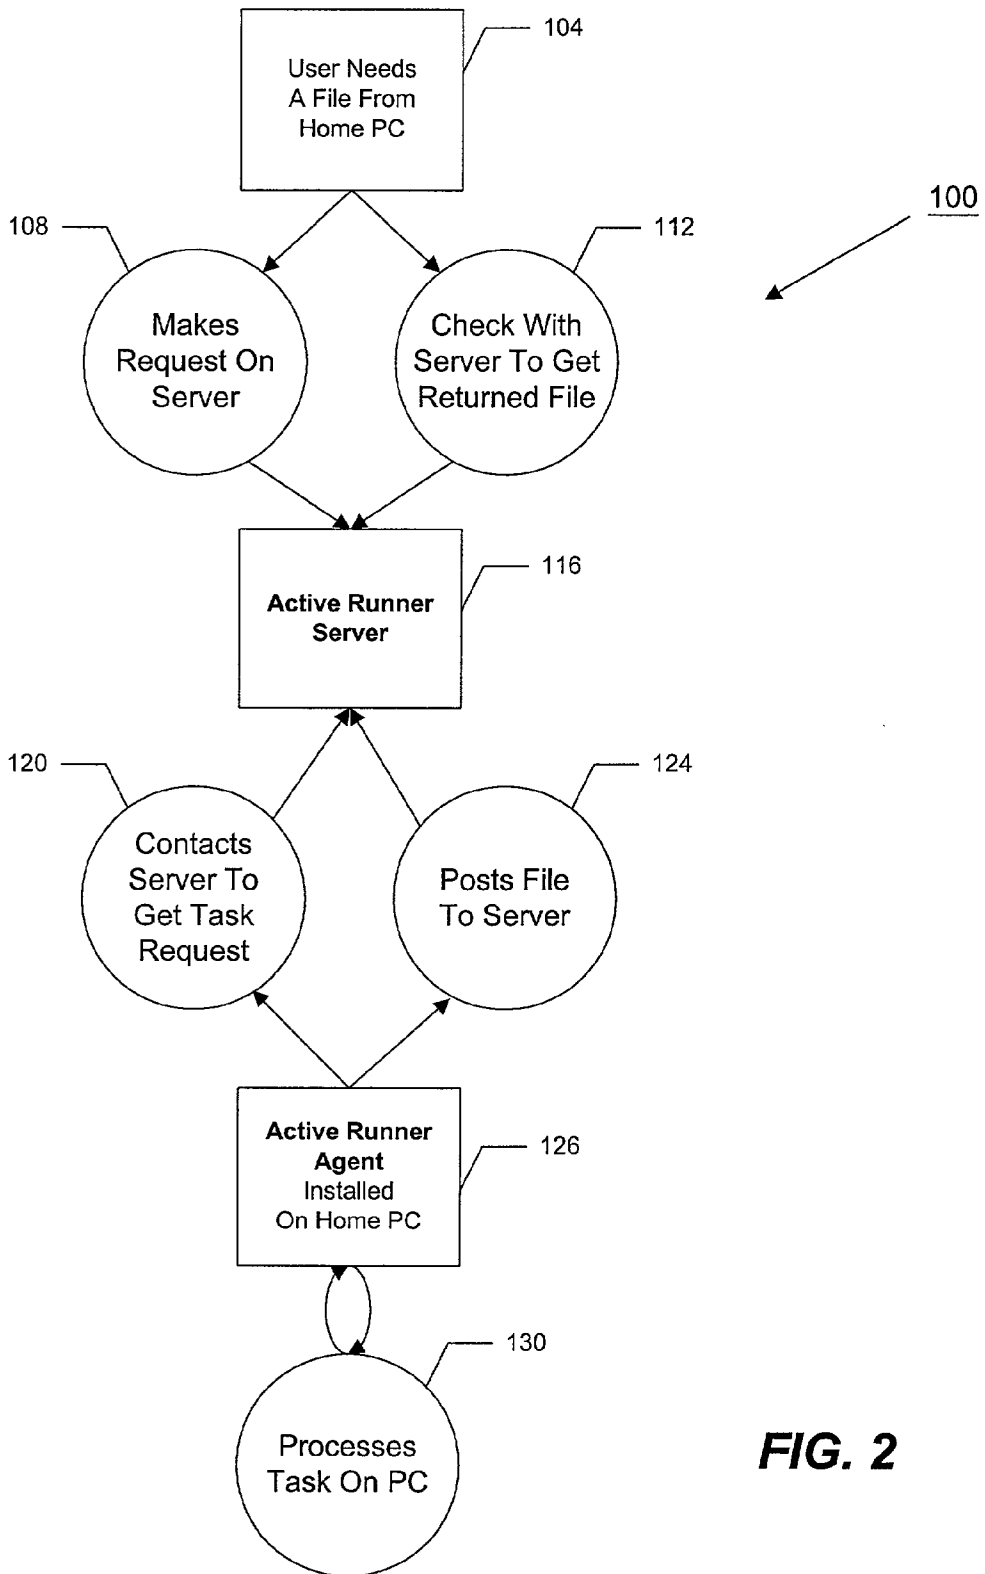 104
User Needs
A File From
Home PC
100
108
112
Makes
Request On
Server
Check With
Server To Get
Returned File
116
Active Runner
Server
120
124
Contacts
Server To
Get Task
Request
Posts File
To Server
Active Runner
Agent
Installed
On Home PC
126
130
Processes
Task On PC
FIG. 2